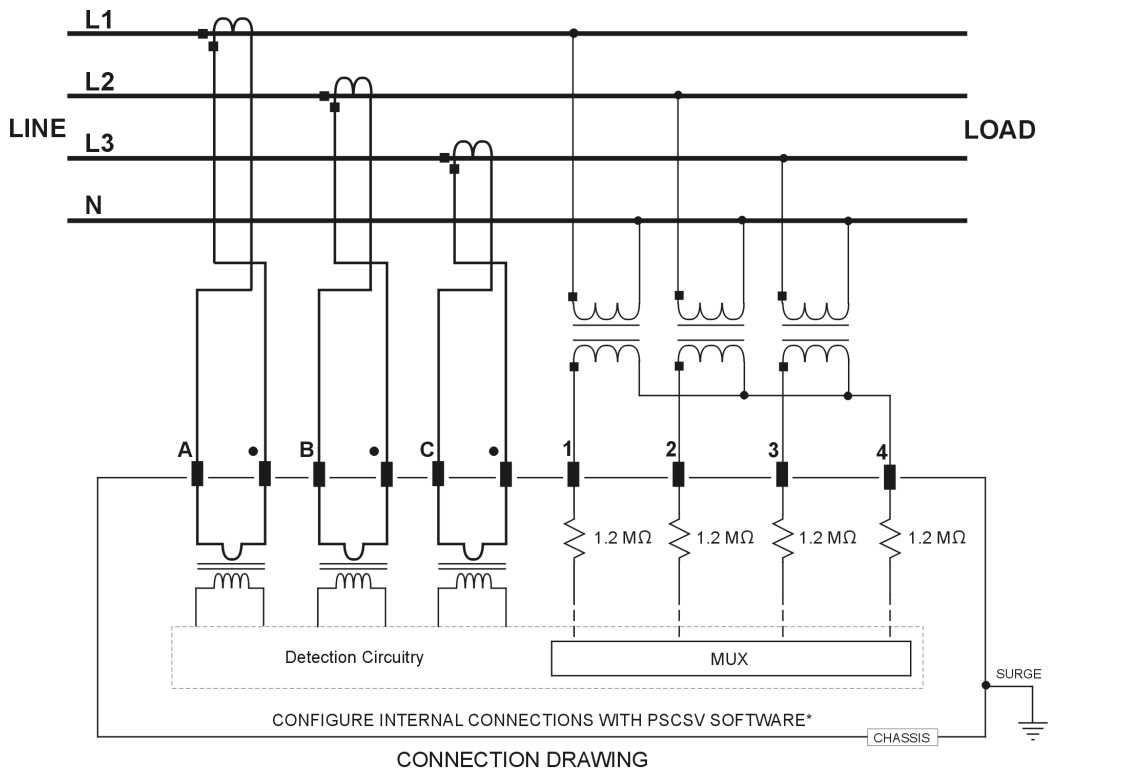 L1
L2
LINE
LOAD
L3
N
A
B
C
1
2
3
4
1.2 MΩ
1.2 MΩ
1.2 MΩ
1.2 MΩ
Detection Circuitry
MUX
SURGE
CONFIGURE INTERNAL CONNECTIONS WITH PSCSV SOFTWARE*
CHASSIS
CONNECTION DRAWING